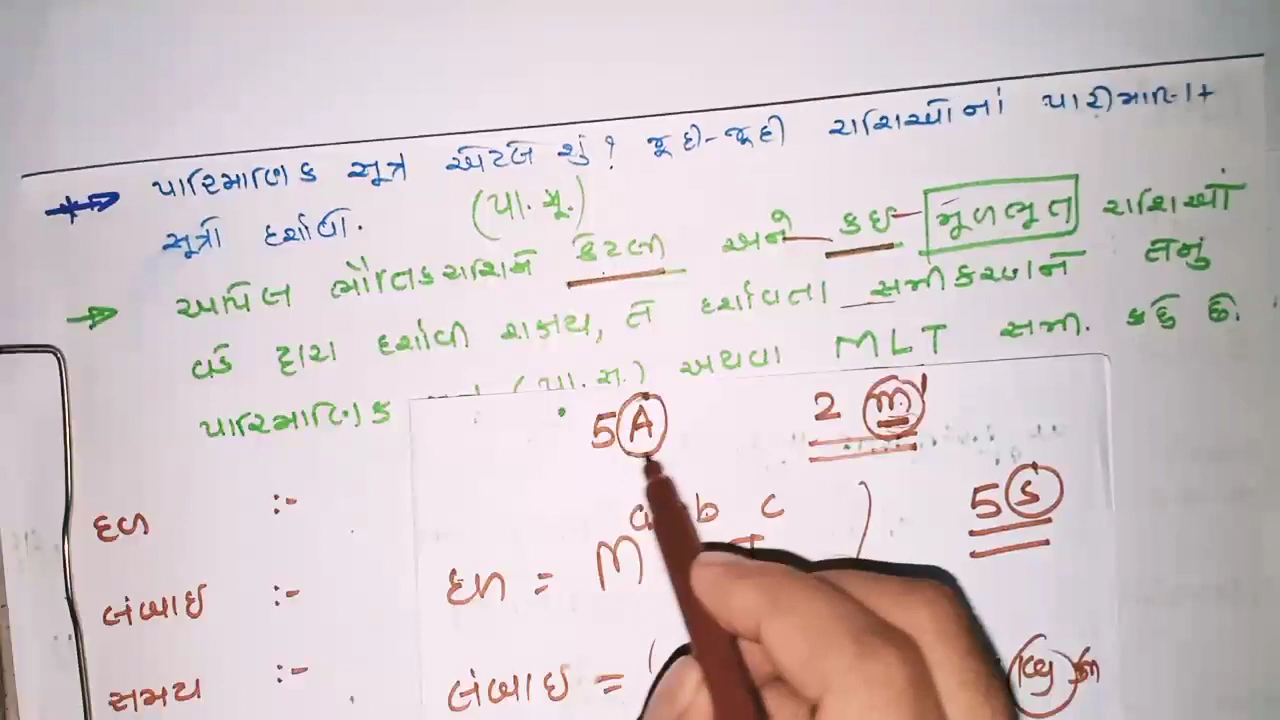 પારિમાણિક સૂત્ર એટલે શું? જૂદી-જૂદી રાશિઓનાં
સૂત્રો દર્શાવો. (પા. સૂ.)
આપેલ ભૌતિકરાશિને કેટલી અને કઇ મૂળભૂત રાશિઓ
વડે દ્વારા દર્શાવી શકાય, તે દર્શાવતા સમીકરણને તેનું
પારિમાણિક (પા. સૂ.) અથવા MLT સમી. કહે છે.
5 A 2 m
દળ :- a b c 5 s
દળ = M
લંબાઇ :-
સમય :- લંબાઇ = (